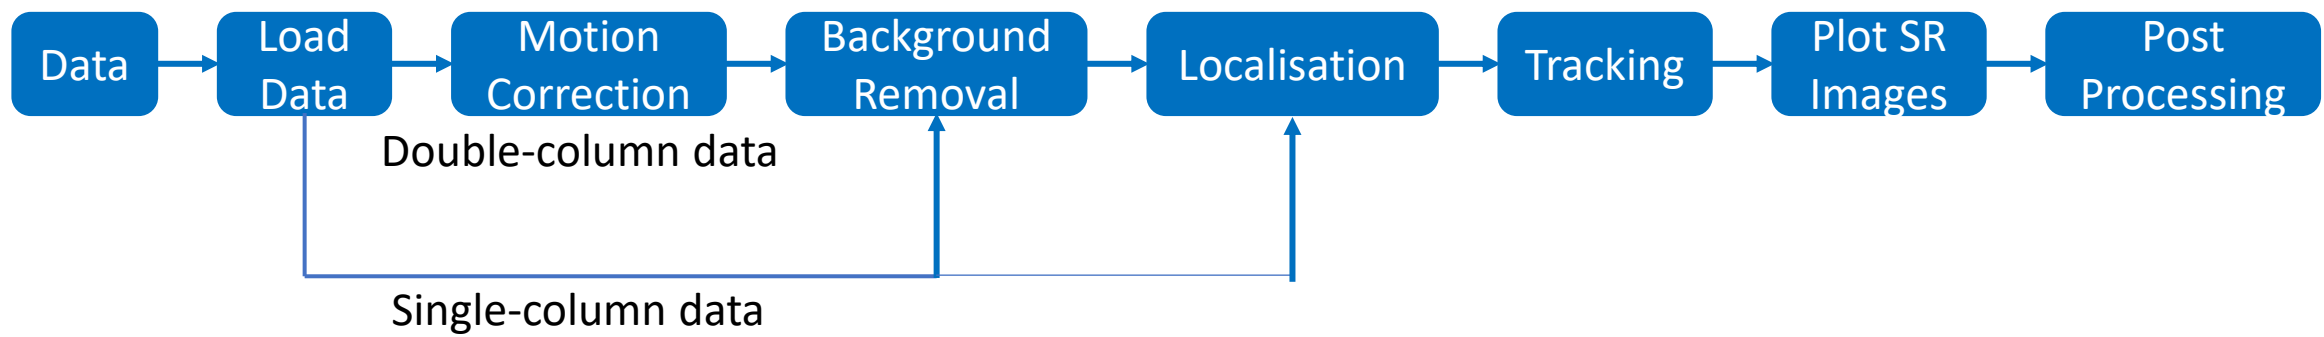 Data
Load
Data
Motion
Correction
Background
Removal
Localisation
Tracking
Plot SR
Images
Post
Processing
Double-column data
Single-column data